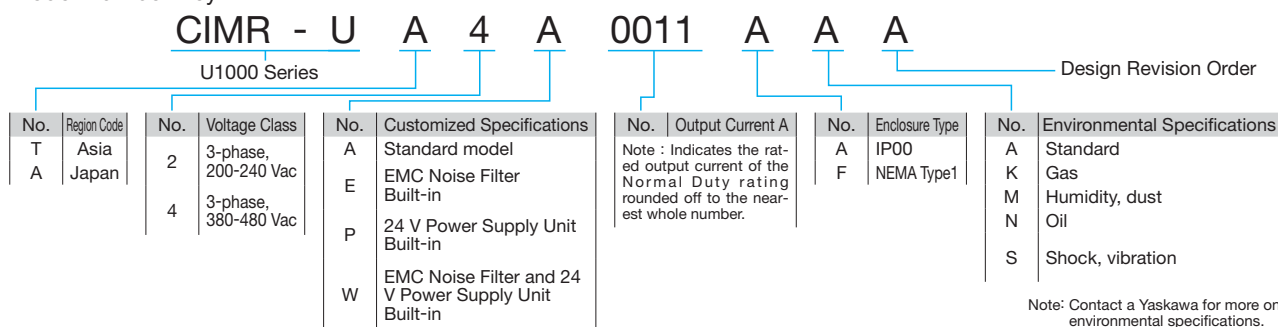 CIMR - U A 4 A 0011 A A A
U1000 Series
Design Revision Order
No. Region Code
T Asia
A Japan
No. Voltage Class
2 3-phase,
200-240 Vac
4 3-phase,
380-480 Vac
No. Customized Specifications
A Standard model
E EMC Noise Filter
Built-in
P 24 V Power Supply Unit
Built-in
W EMC Noise Filter and 24
V Power Supply Unit
Built-in
No. Output Current A
Note : Indicates the rat-
ed output current of the
Normal Duty rating
rounded off to the near-
est whole number.
No. Enclosure Type
A IP00
F NEMA Type1
No. Environmental Specifications
A Standard
K Gas
M Humidity, dust
N Oil
S Shock, vibration
Note: Contact a Yaskawa for more on
environmental specifications.